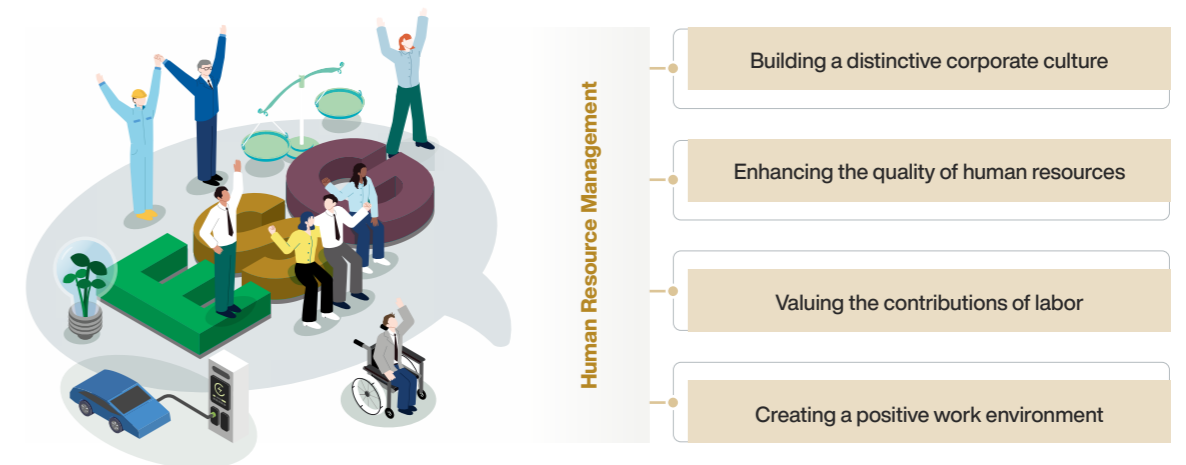 ESG
Human Resource Management
Building a distinctive corporate culture
Enhancing the quality of human resources
Valuing the contributions of labor
Creating a positive work environment